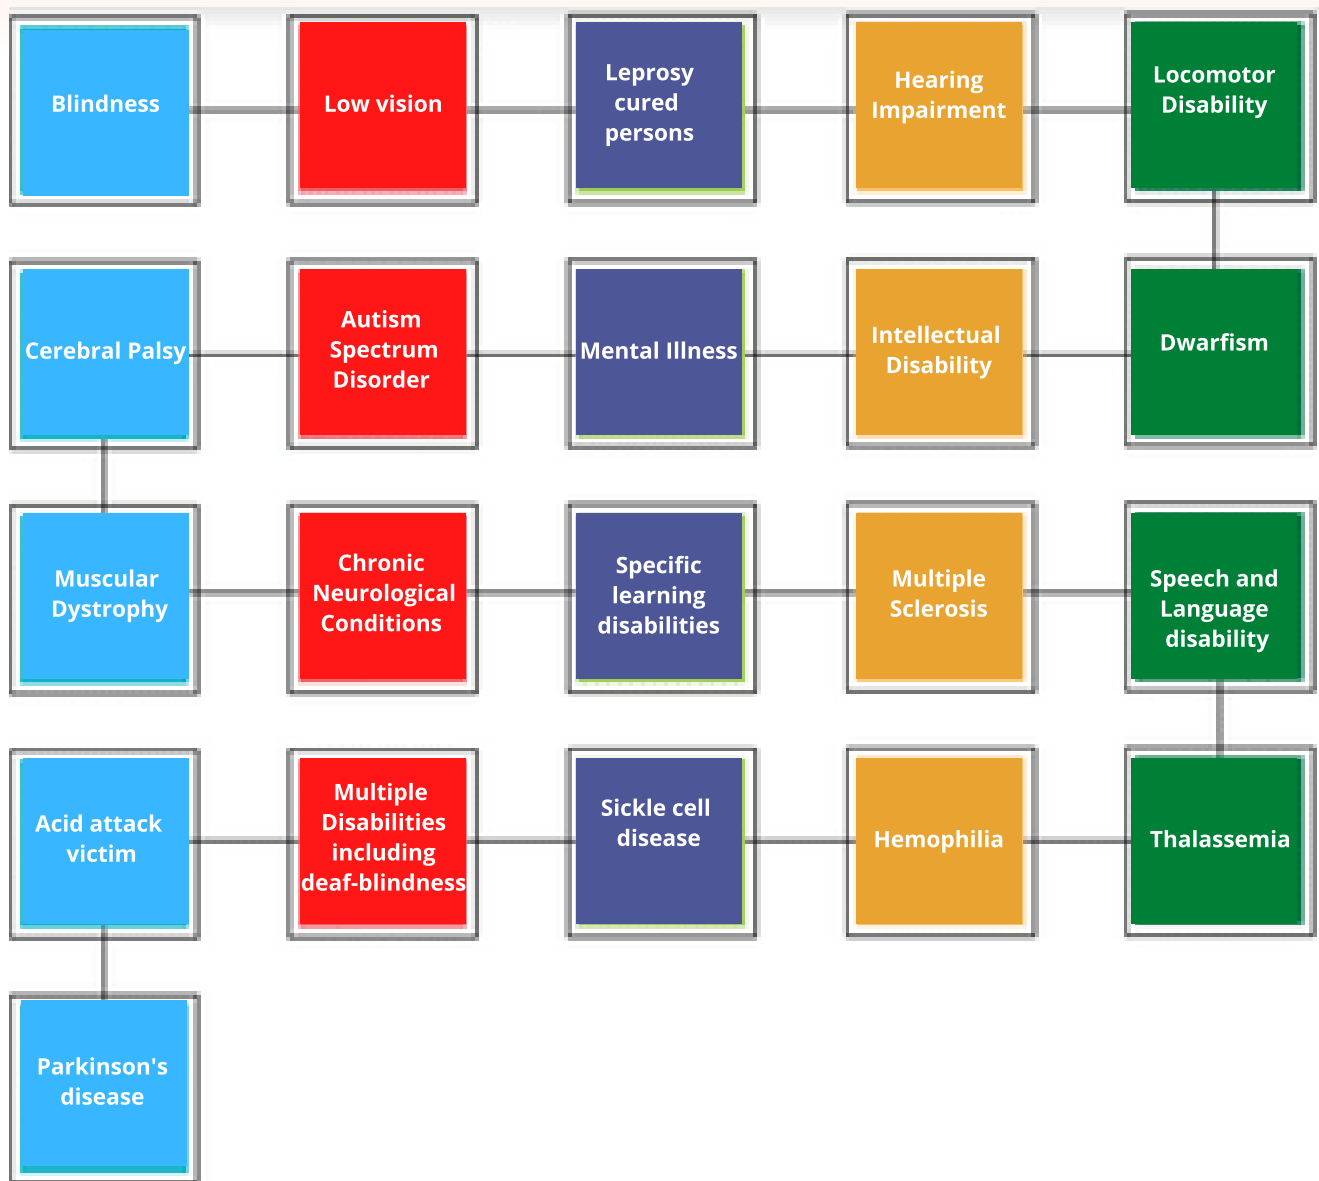 Blindness
Low vision
Leprosy
cured
persons
Hearing
Impairment
Locomotor
Disability
Cerebral Palsy
Autism
Spectrum
Disorder
Mental Illness
Intellectual
Disability
Dwarfism
Muscular
Dystrophy
Chronic
Neurological
Conditions
Specific
learning
disabilities
Multiple
Sclerosis
Speech and
Language
disability
Acid attack
victim
Multiple
Disabilities
including
deaf-blindness
Sickle cell
disease
Hemophilia
Thalassemia
Parkinson's
disease